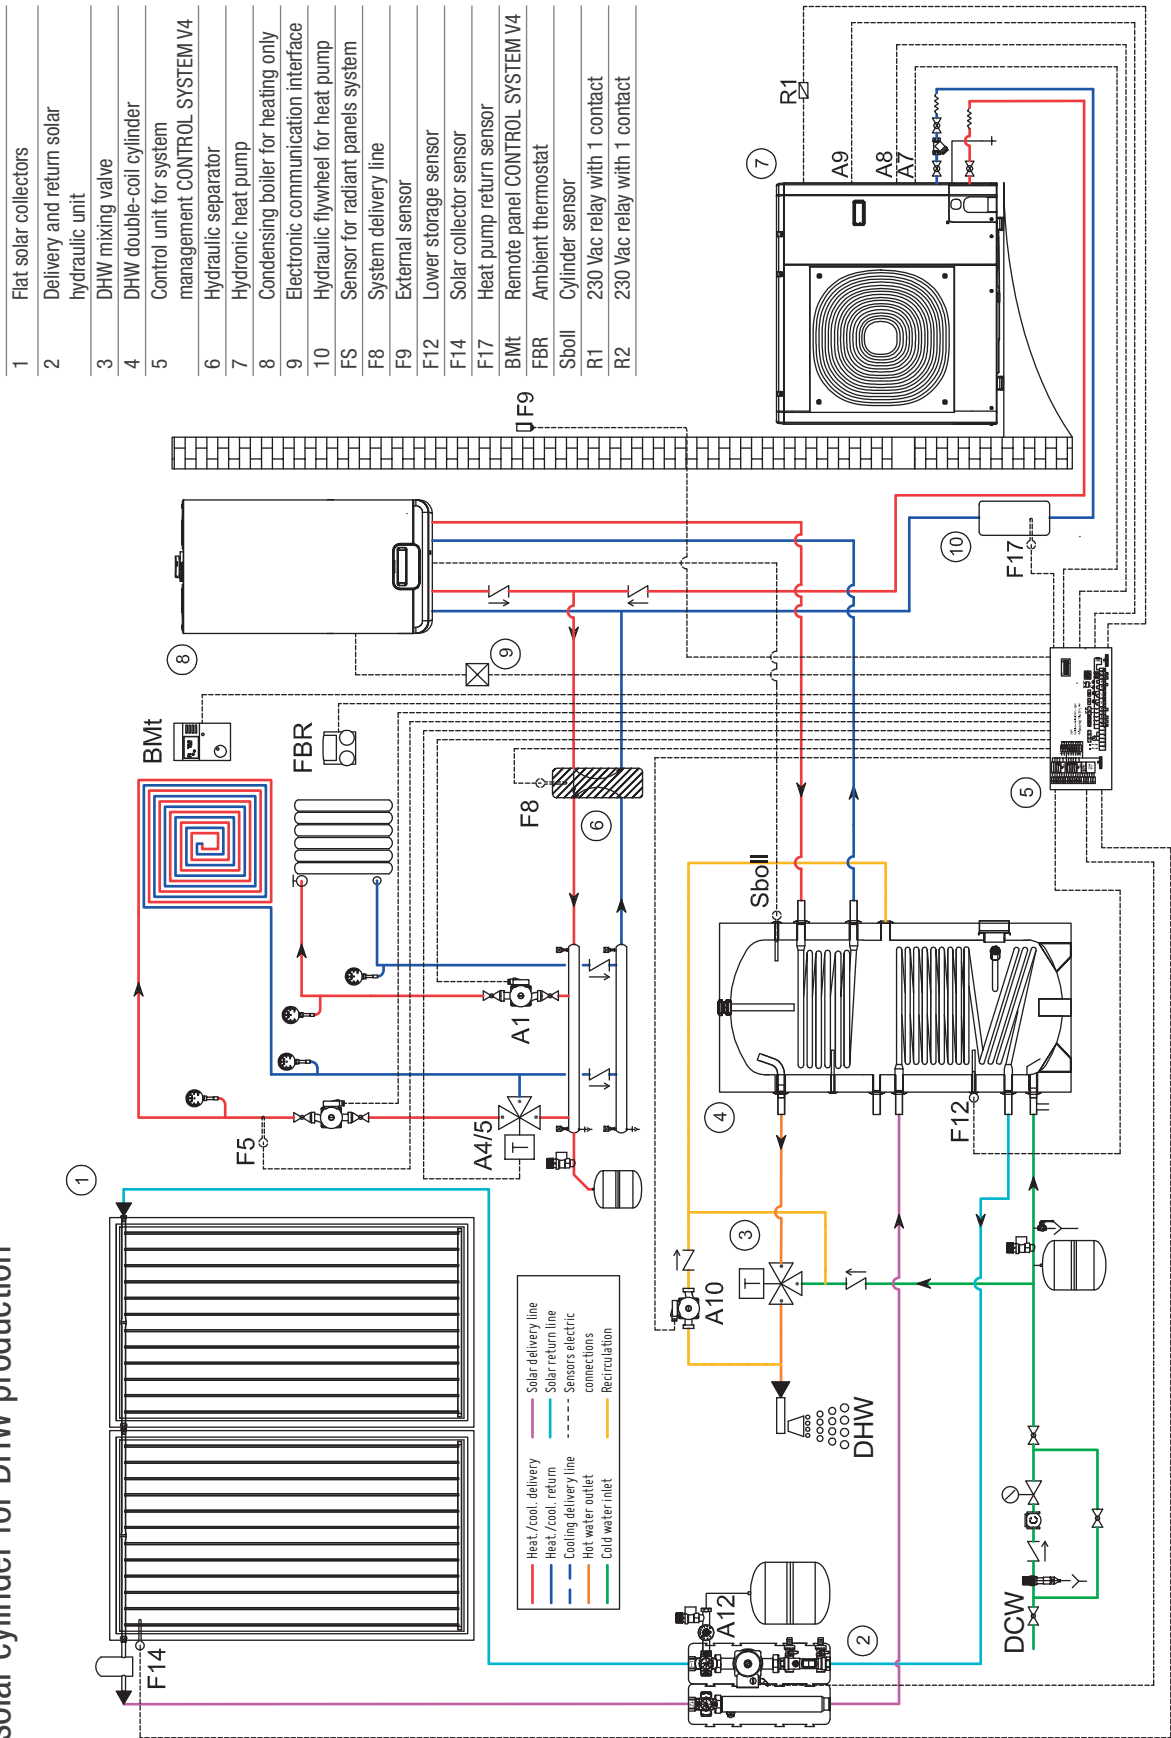 solar cylinder for DHW production
1 Flat solar collectors
2 Delivery and return solar
hydraulic unit
3 DHW mixing valve
4 DHW double-coil cylinder
5 Control unit for system
management CONTROL SYSTEM V4
6 Hydraulic separator
7 Hydronic heat pump
8 Condensing boiler for heating only
9 Electronic communication interface
10 Hydraulic flywheel for heat pump
FS Sensor for radiant panels system
F8 System delivery line
F9 External sensor
F12 Lower storage sensor
F14 Solar collector sensor
F17 Heat pump return sensor
BMt Remote panel CONTROL SYSTEM V4
FBR Ambient thermostat
Sboll Cylinder sensor
R1 230 Vac relay with 1 contact
R2 230 Vac relay with 1 contact
1
F14
F5
A4/5
T
A1
BMt
FBR
F8
6
8
9
F9
7
R1
A9
A8
A7
10
F17
5
Sboll
4
F12
3
T
A10
DHW
DCW
C
A12
2
Heat./cool. delivery
Heat./cool. return
Cooling delivery line
Hot water outlet
Cold water inlet
Solar delivery line
Solar return line
Sensors electric
connections
Recirculation